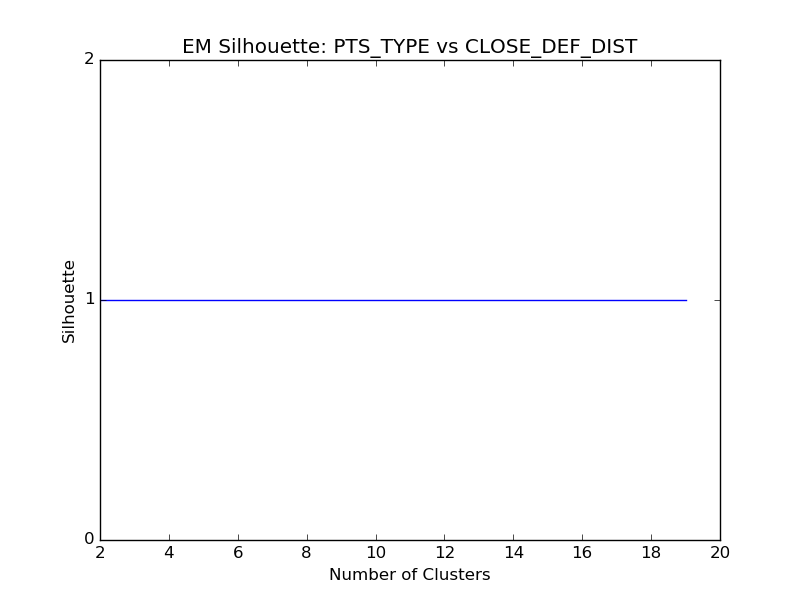 EM Silhouette: PTS_TYPE vs CLOSE_DEF_DIST
2
1
0
Silhouette
2 4 6 8 10 12 14 16 18 20
Number of Clusters